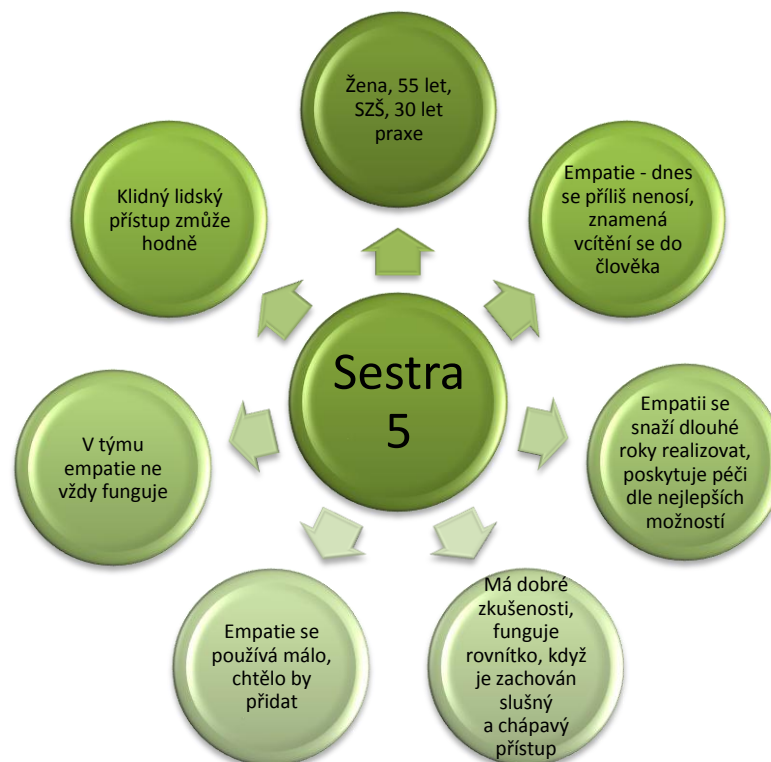 Žena, 55 let,
SZŠ, 30 let
praxe
Empatie - dnes
se příliš nenosí,
znamená
vcítění se do
člověka
Empatii se
snaží dlouhé
roky realizovat,
poskytuje péči
dle nejlepších
možností
Má dobré
zkušenosti,
funguje
rovnítko, když
je zachován
slušný
a chápavý
přístup
Empatie se
používá málo,
chtělo by
přidat
V týmu
empatie ne
vždy funguje
Klidný lidský
přístup zmůže
hodně
Sestra
5